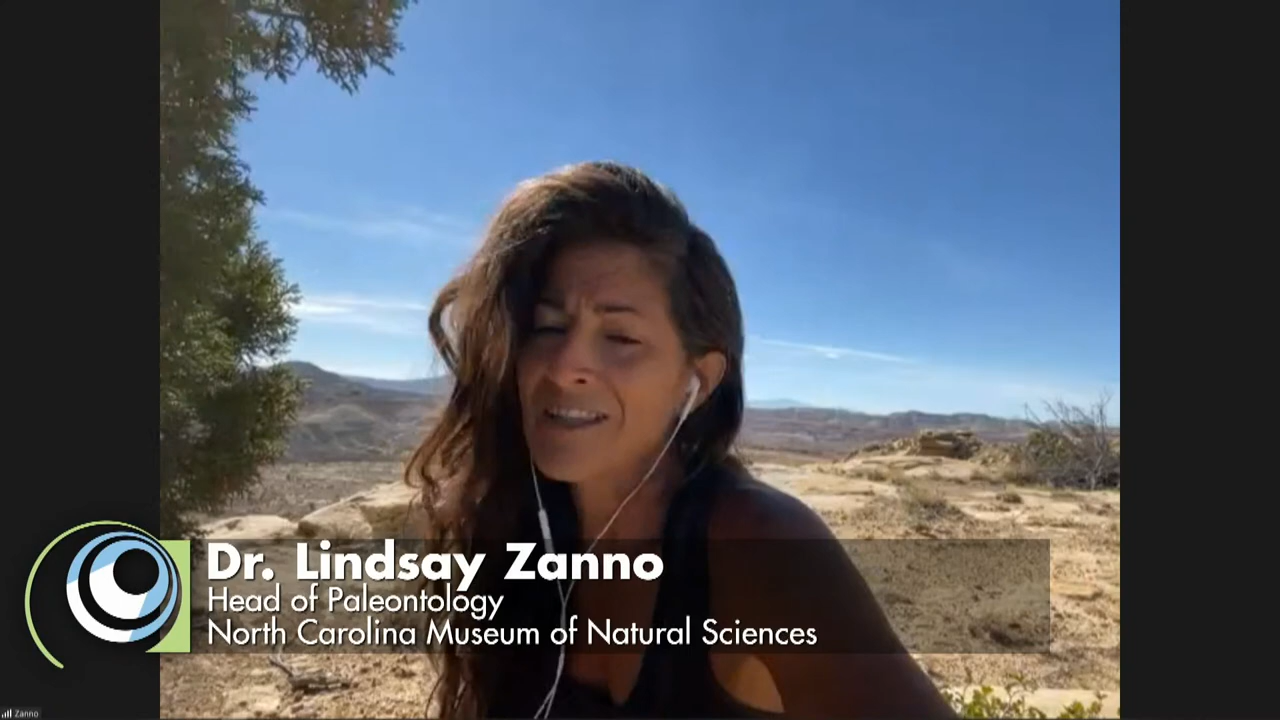 Dr. Lindsay Zanno
Head of Paleontology
North Carolina Museum of Natural Sciences
Zanno